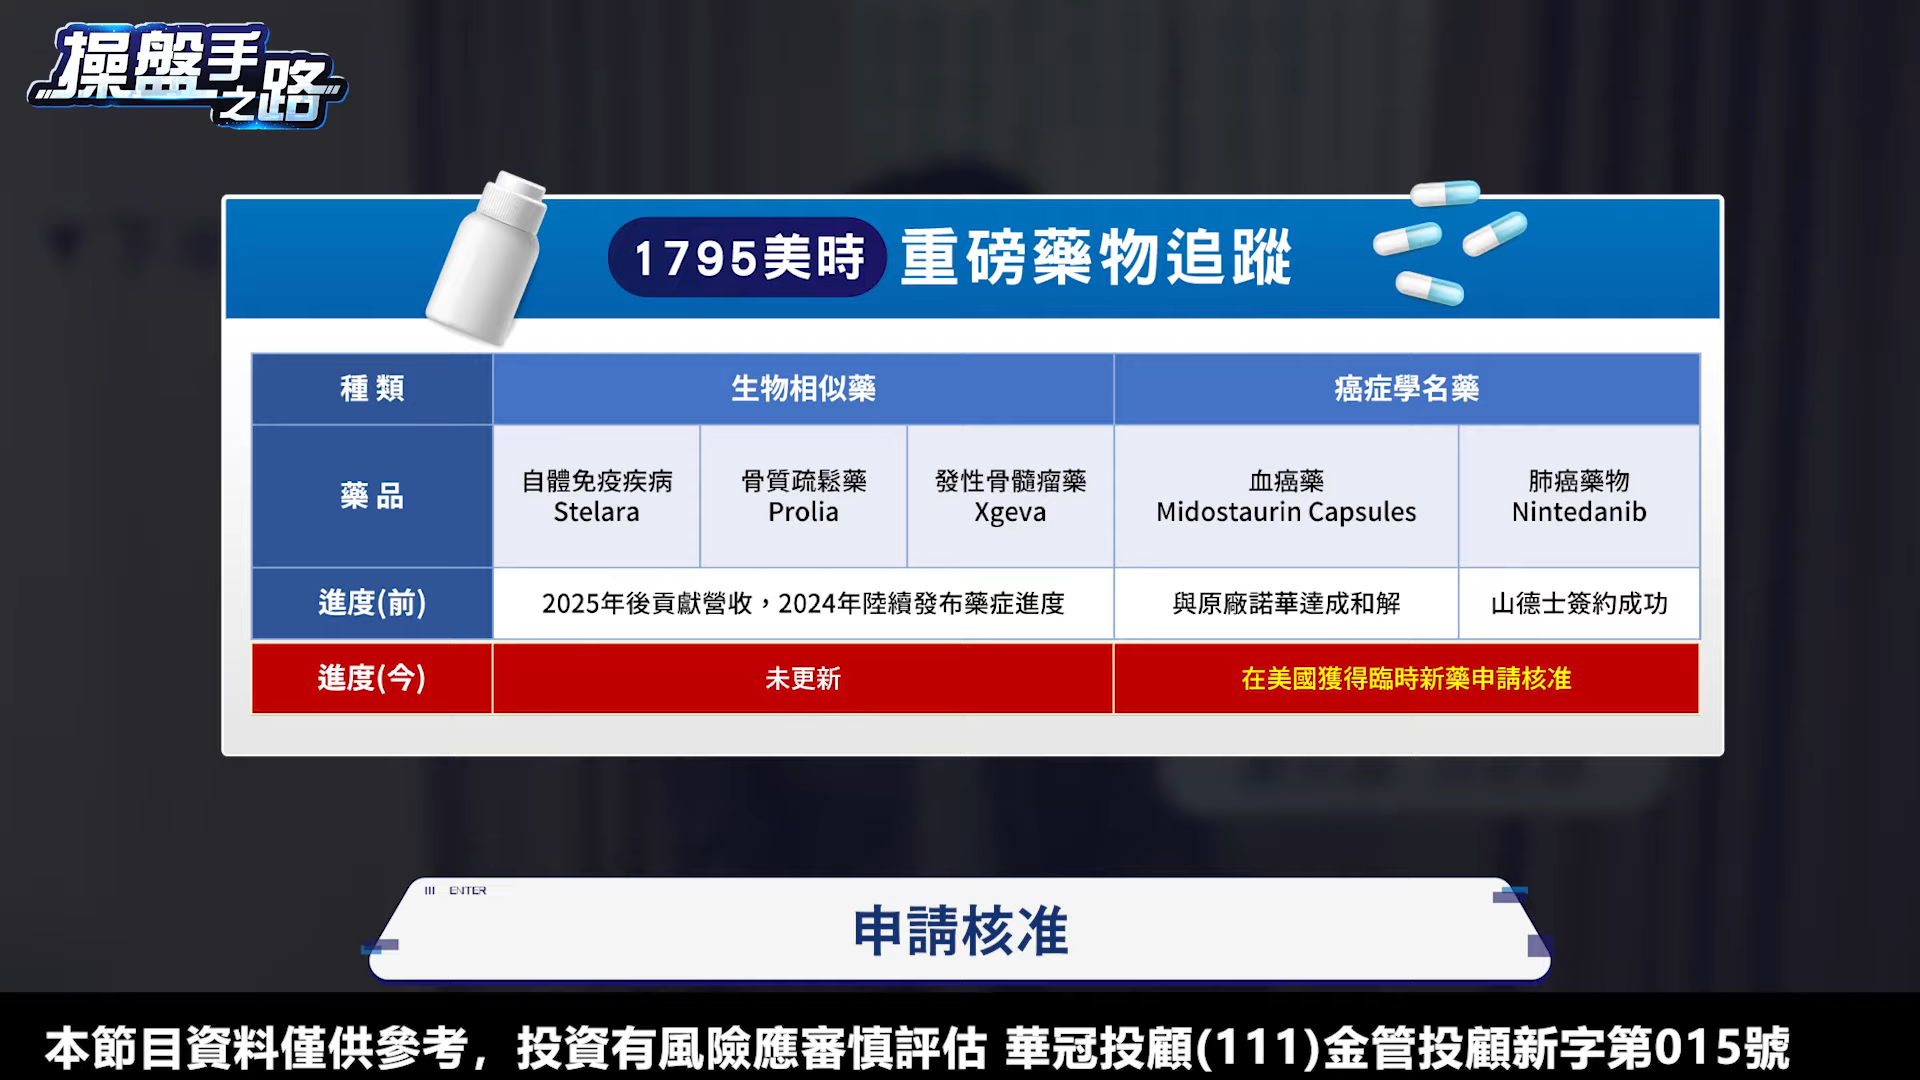 操盤手之路
1795美時 重磅藥物追蹤
種類 生物相似藥 癌症學名藥
藥品
自體免疫疾病
Stelara
骨質疏鬆藥
Prolia
發性骨髓瘤藥
Xgeva
血癌藥
Midostaurin Capsules
肺癌藥物
Nintedanib
進度(前) 2025年後貢獻營收，2024年陸續發布藥症進度 與原廠諾華達成和解 山德士簽約成功
進度(今) 未更新 在美國獲得臨時新藥申請核准
III ENTER
申請核准
本節目資料僅供參考，投資有風險應審慎評估 華冠投顧(111)金管投顧新字第015號